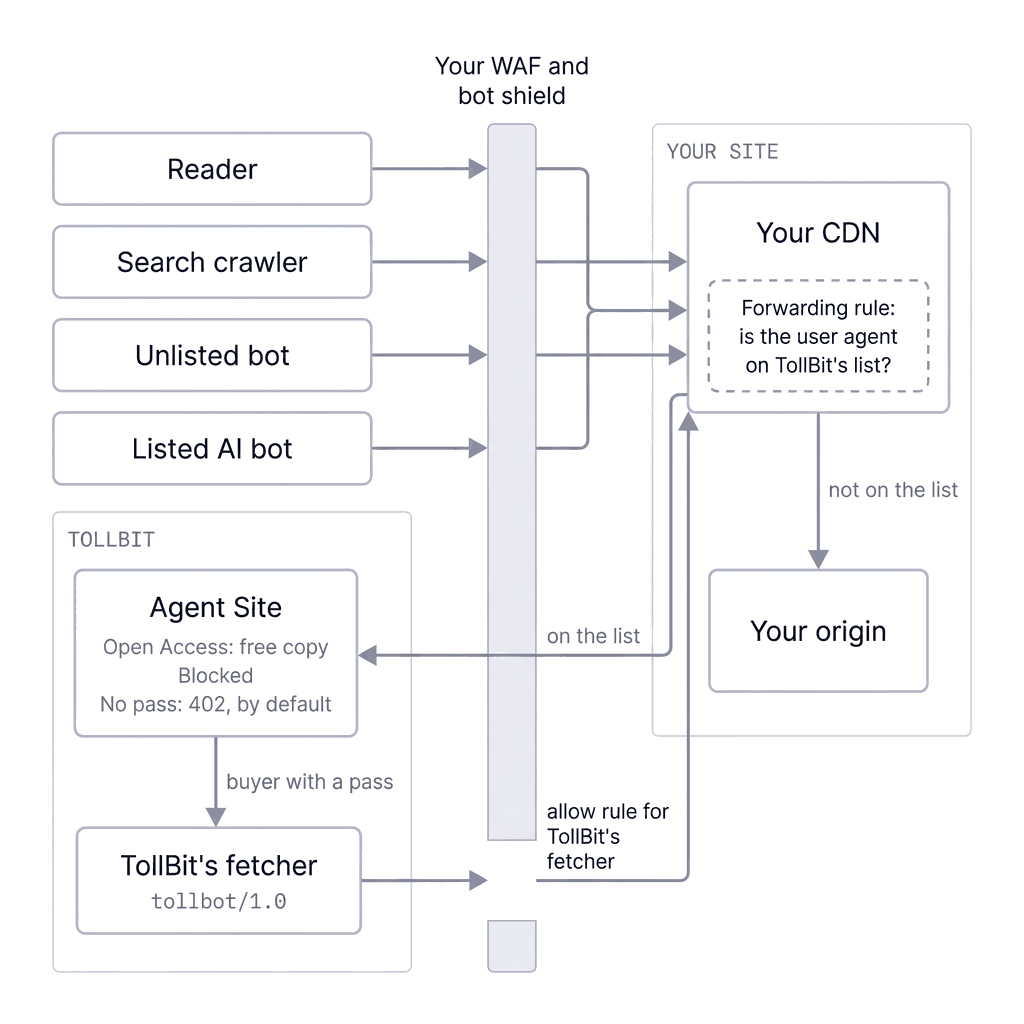 Your WAF and
bot shield
Reader
Search crawler
Unlisted bot
Listed AI bot
YOUR SITE
Your CDN
Forwarding rule:
is the user agent
on TollBit's list?
not on the list
Your origin
on the list
TOLLBIT
Agent Site
Open Access: free copy
Blocked
No pass: 402, by default
buyer with a pass
TollBit's fetcher
tollbot/1.0
allow rule for
TollBit's
fetcher